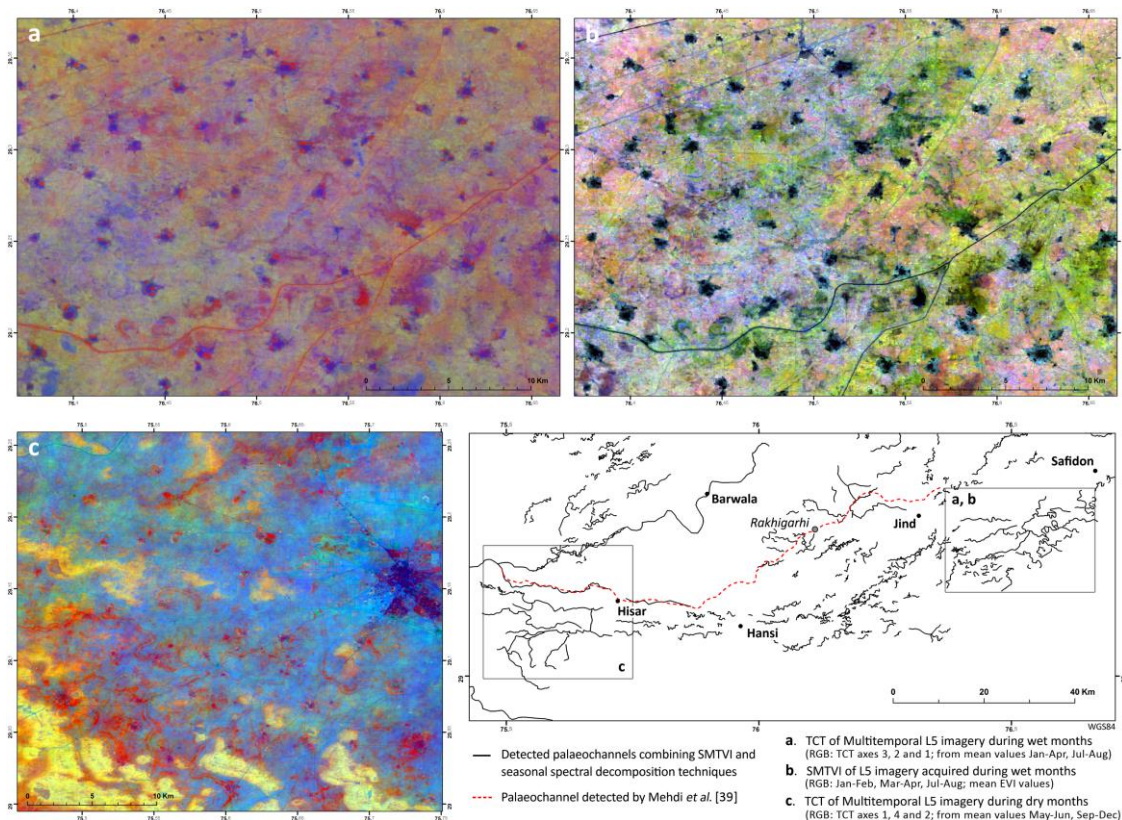 a
0 5 10 Km
b
0 5 10 Km
c
0 5 10 Km
76
Safidon
Barwala
a, b
Rakhigarhi
Jind
Hisar
Hansi
c
29
0 20 40 Km
WGS84
Detected palaeochannels combining SMTVI and
seasonal spectral decomposition techniques
Palaeochannel detected by Mehdi et al. [39]
a. TCT of Multitemporal L5 imagery during wet months
(RGB: TCT axes 3, 2 and 1; from mean values Jan-Apr, Jul-Aug)
b. SMTVI of L5 imagery acquired during wet months
(RGB: Jan-Feb, Mar-Apr, Jul-Aug; mean EVI values)
c. TCT of Multitemporal L5 imagery during dry months
(RGB: TCT axes 1, 4 and 2; from mean values May-Jun, Sep-Dec)